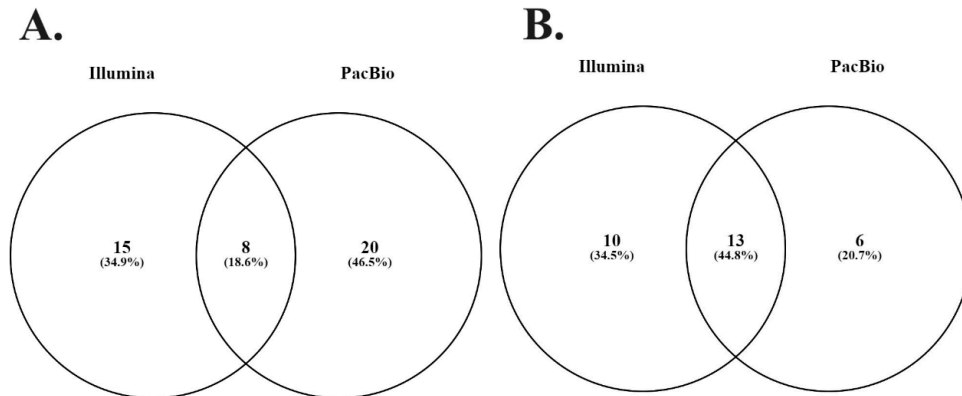 A.
Illumina
PacBio
15
(34.9%)
8
(18.6%)
20
(46.5%)
B.
Illumina
PacBio
10
(34.5%)
13
(44.8%)
6
(20.7%)